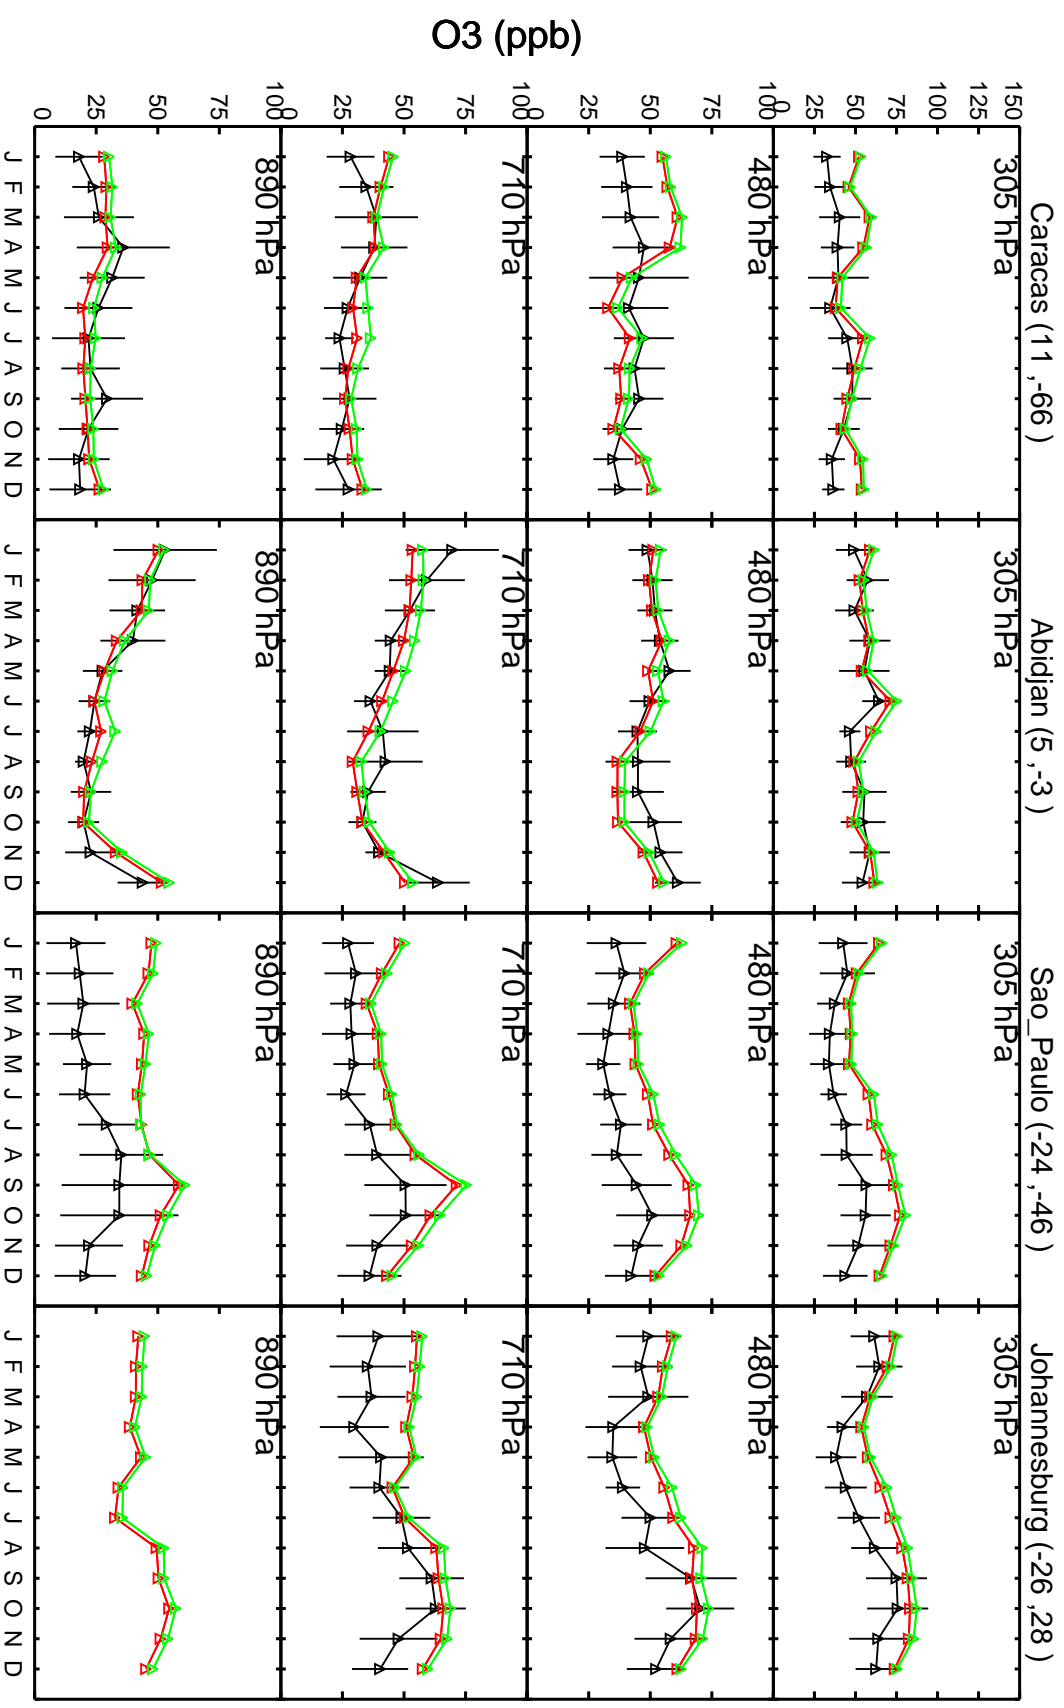 Caracas (11 ,-66 )
Abidjan (5 ,-3 )
Sao_Paulo (-24 ,-46 )
Johannesburg (-26 ,28 )
O3 (ppb)
150
125
100
75
50
25
0
305 hPa
305 hPa
305 hPa
305 hPa
100
75
50
25
0
480 hPa
480 hPa
480 hPa
480 hPa
100
75
50
25
0
710 hPa
710 hPa
710 hPa
710 hPa
100
75
50
25
0
890 hPa
890 hPa
890 hPa
890 hPa
J F M A M J J A S O N D
J F M A M J J A S O N D
J F M A M J J A S O N D
J F M A M J J A S O N D